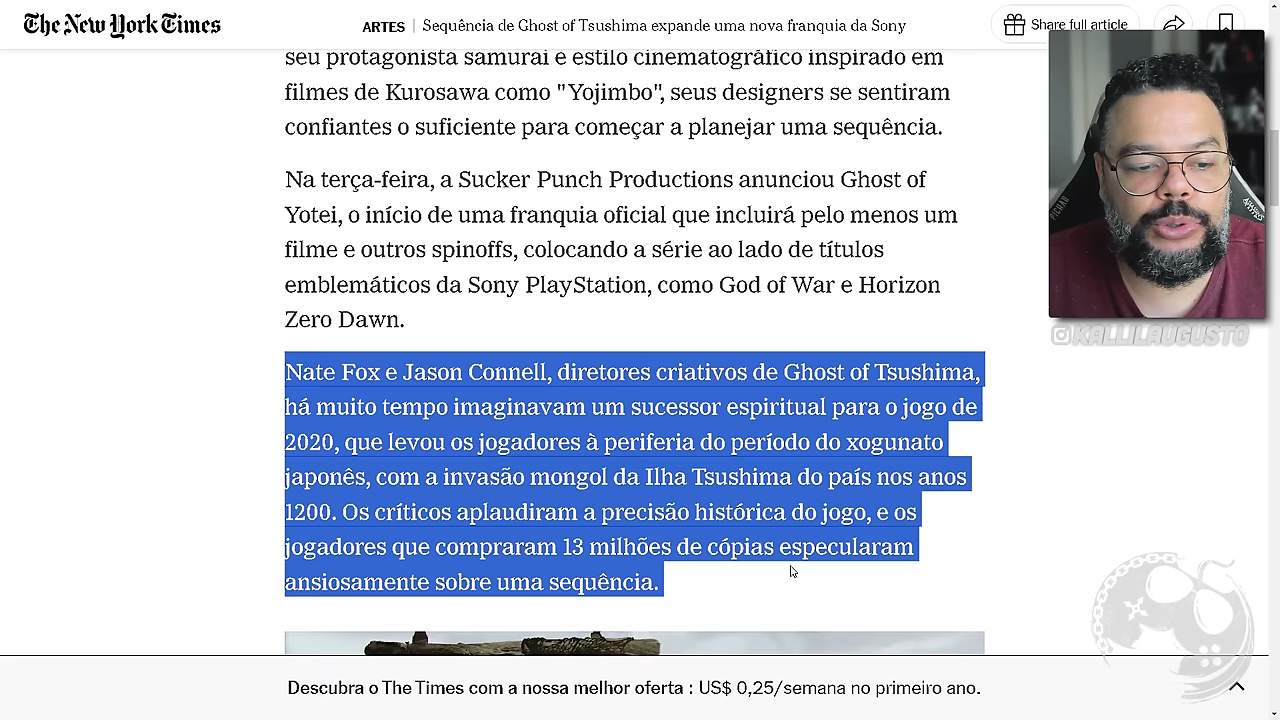 The New York Times
ARTES | Sequência de Ghost of Tsushima expande uma nova franquia da Sony
Share full article
seu protagonista samurai e estilo cinematográfico inspirado em
filmes de Kurosawa como "Yojimbo", seus designers se sentiram
confiantes o suficiente para começar a planejar uma sequência.
Na terça-feira, a Sucker Punch Productions anunciou Ghost of
Yotei, o início de uma franquia oficial que incluirá pelo menos um
filme e outros spinoffs, colocando a série ao lado de títulos
emblemáticos da Sony PlayStation, como God of War e Horizon
Zero Dawn.
Nate Fox e Jason Connell, diretores criativos de Ghost of Tsushima,
há muito tempo imaginavam um sucessor espiritual para o jogo de
2020, que levou os jogadores à periferia do período do xogunato
japonês, com a invasão mongol da Ilha Tsushima do país nos anos
1200. Os críticos aplaudiram a precisão histórica do jogo, e os
jogadores que compraram 13 milhões de cópias especularam
ansiosamente sobre uma sequência.
PICHAU
@KALLILAUGUSTO
Descubra o The Times com a nossa melhor oferta : US$ 0,25/semana no primeiro ano.